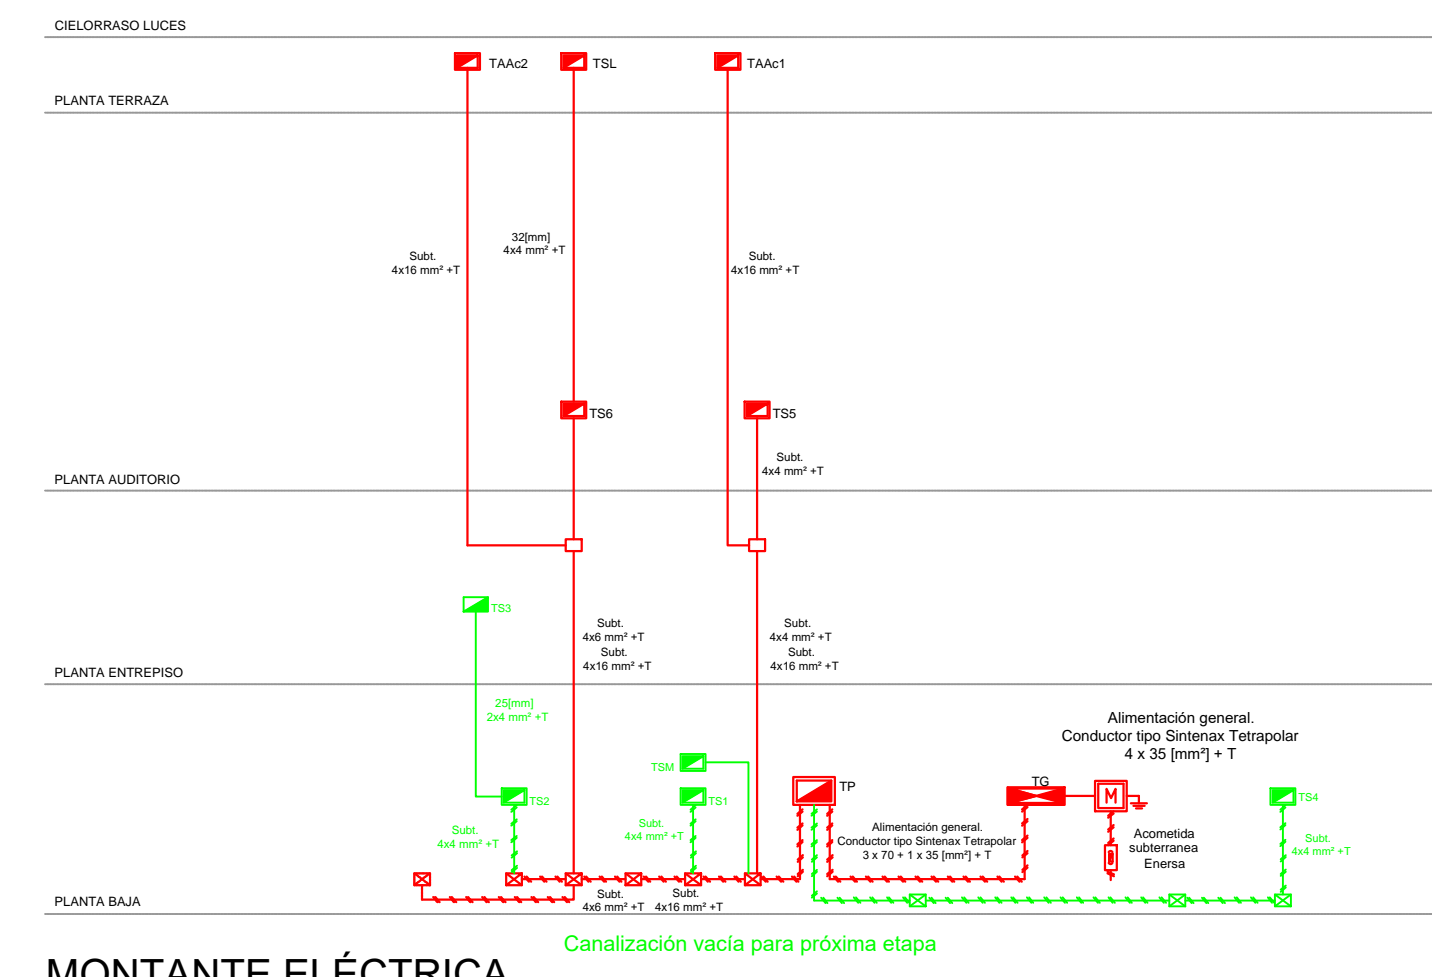 CIELORRASO LUCES
TAAc2
TSL
TAAc1
PLANTA TERRAZA
Subt.
4x16 mm² +T
32[mm]
4x4 mm² +T
Subt.
4x16 mm² +T
TS6
TS5
Subt.
4x4 mm² +T
PLANTA AUDITORIO
TS3
Subt.
4x6 mm² +T
Subt.
4x16 mm² +T
Subt.
4x4 mm² +T
Subt.
4x16 mm² +T
PLANTA ENTREPISO
25[mm]
2x4 mm² +T
Alimentación general.
Conductor tipo Sintenax Tetrapolar
4 x 35 [mm²] + T
TSM
TS2
TS1
TP
TG
M
TS4
Subt.
4x4 mm² +T
Subt.
4x4 mm² +T
Alimentación general.
Conductor tipo Sintenax Tetrapolar
3 x 70 + 1 x 35 [mm²] + T
Acometida
subterranea
Enersa
Subt.
4x4 mm² +T
Subt.
4x6 mm² +T
Subt.
4x16 mm² +T
PLANTA BAJA
Canalización vacía para próxima etapa
MONTANTE ELÉCTRICA